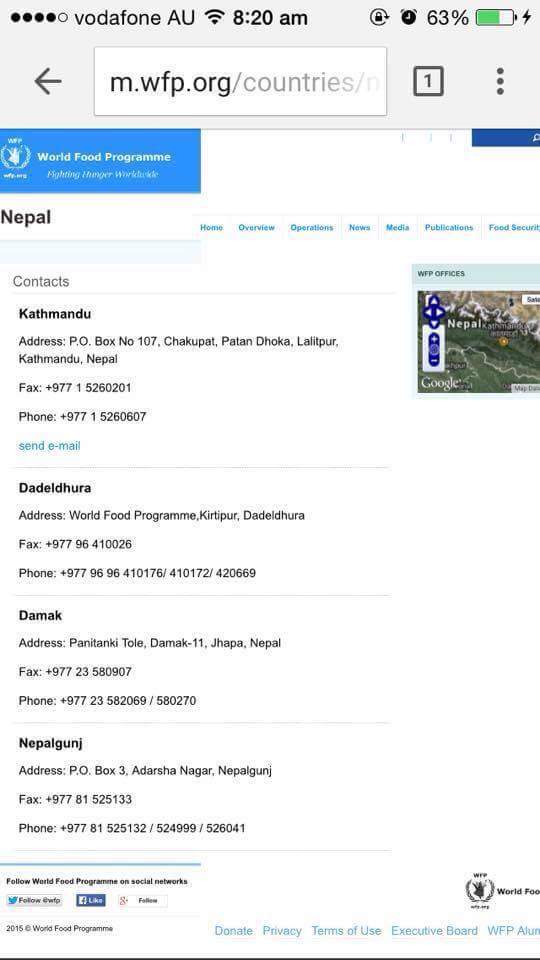 vodafone AU 8:20 am 63%
m.wfp.org/countries/n
1
WFP
wfp.org
World Food Programme
Fighting Hunger Worldwide
Nepal
Home Overview Operations News Media Publications Food Securit
Contacts
WFP OFFICES
Kathmandu
Address: P.O. Box No 107, Chakupat, Patan Dhoka, Lalitpur,
Kathmandu, Nepal
Fax: +977 1 5260201
Phone: +977 1 5260607
send e-mail
Sate
Nepal
Google
Map Data
Dadeldhura
Address: World Food Programme,Kirtipur, Dadeldhura
Fax: +977 96 410026
Phone: +977 96 96 410176/ 410172/ 420669
Damak
Address: Panitanki Tole, Damak-11, Jhapa, Nepal
Fax: +977 23 580907
Phone: +977 23 582069 / 580270
Nepalgunj
Address: P.O. Box 3, Adarsha Nagar, Nepalgunj
Fax: +977 81 525133
Phone: +977 81 525132 / 524999 / 526041
Follow World Food Programme on social networks
Follow @wfp Like Follow
2015 © World Food Programme
WFP
wfp.org
World Foo
Donate Privacy Terms of Use Executive Board WFP Alum